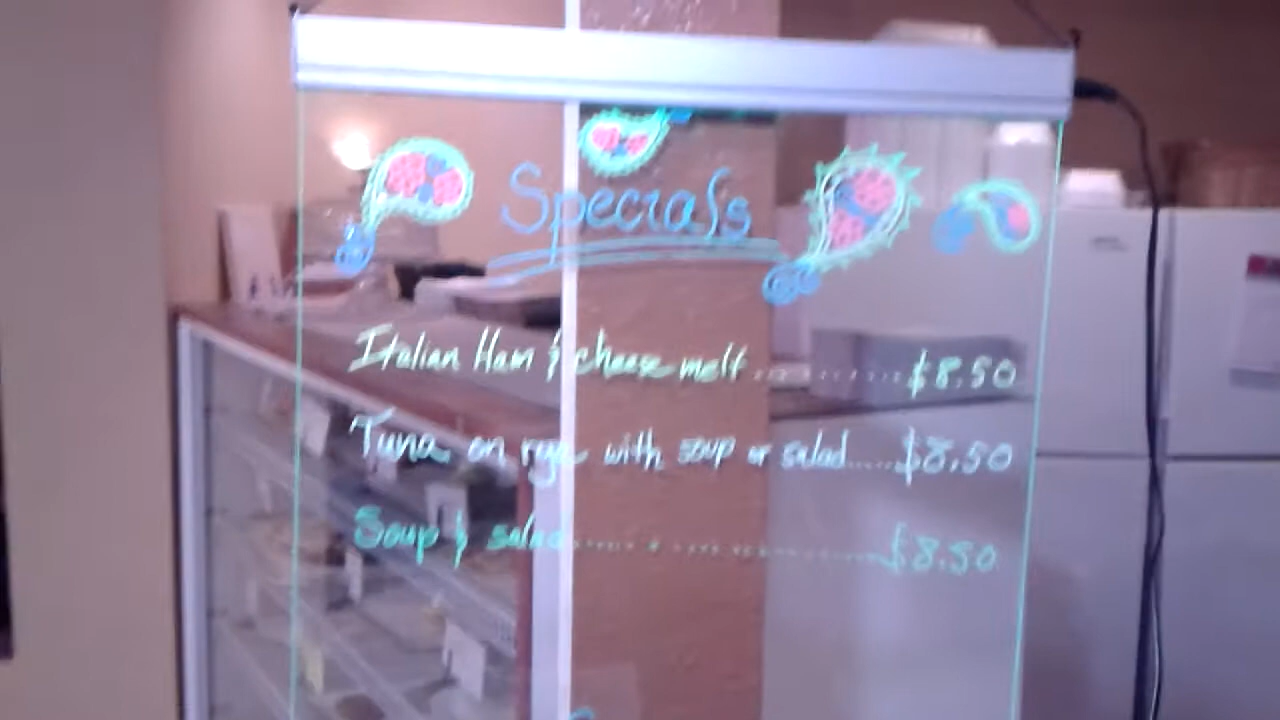 Specials
Italian Ham & cheese melt ........... $8.50
Tuna on rye with soup or salad..... $8.50
Soup & salad .................... $8.50